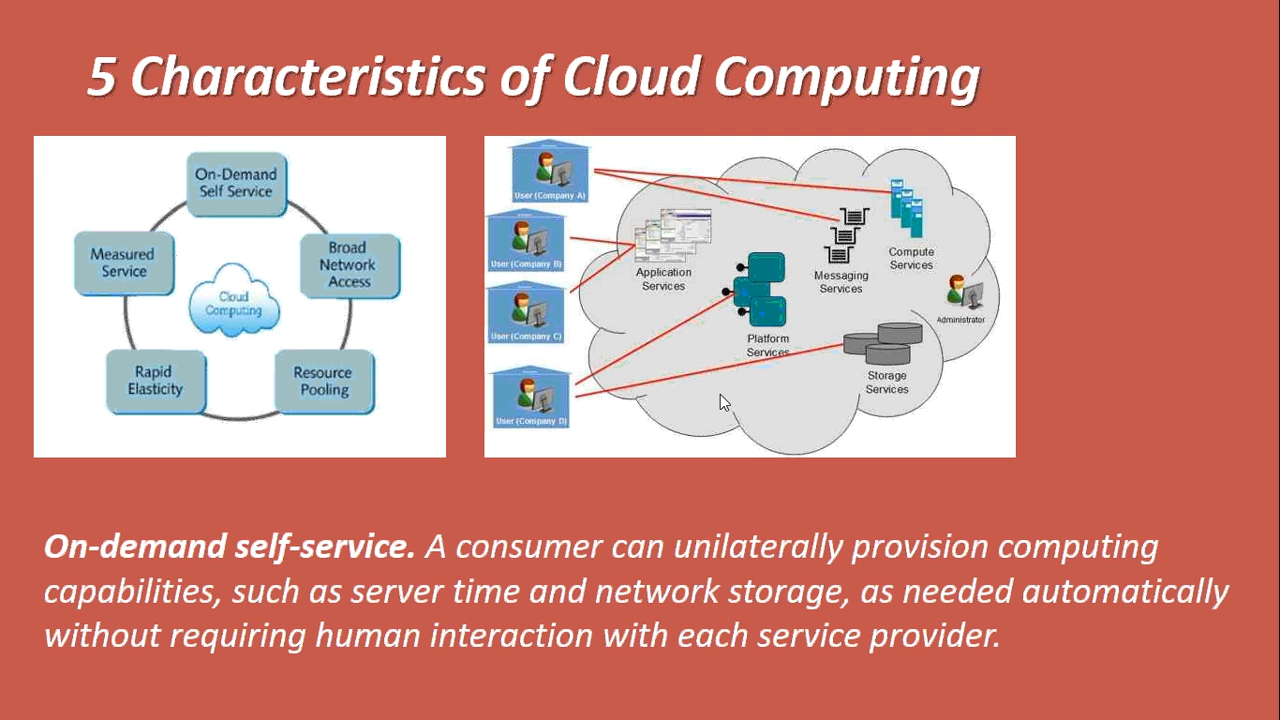 5 Characteristics of Cloud Computing
On-Demand
Self Service
Measured
Service
Broad
Network
Access
Cloud
Computing
Rapid
Elasticity
Resource
Pooling
User (Company A)
User (Company B)
User (Company C)
User (Company D)
Application
Services
Messaging
Services
Compute
Services
Administrator
Platform
Services
Storage
Services
On-demand self-service. A consumer can unilaterally provision computing
capabilities, such as server time and network storage, as needed automatically
without requiring human interaction with each service provider.